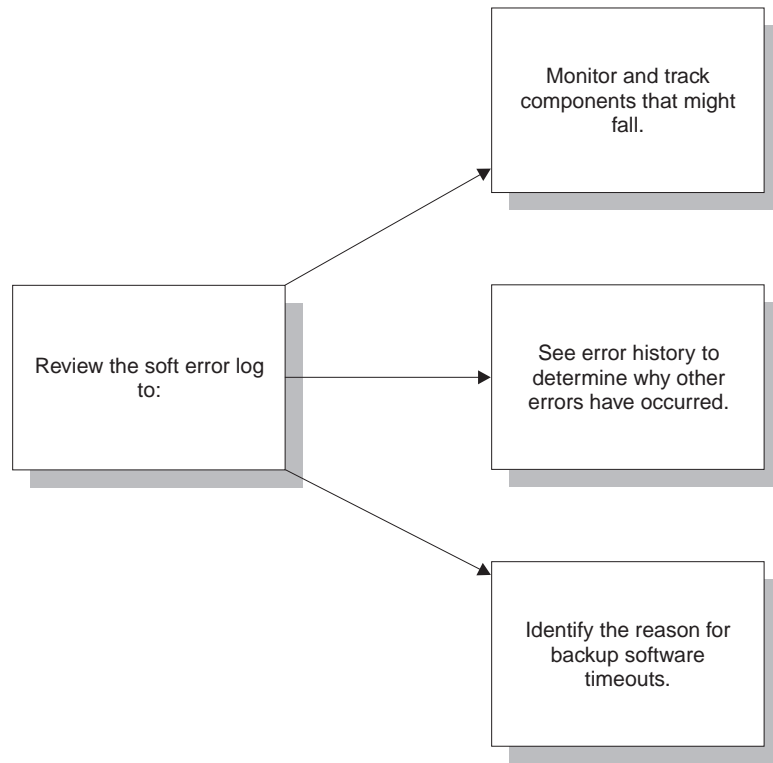 Monitor and track
components that might
fall.
Review the soft error log
to:
See error history to
determine why other
errors have occurred.
Identify the reason for
backup software
timeouts.